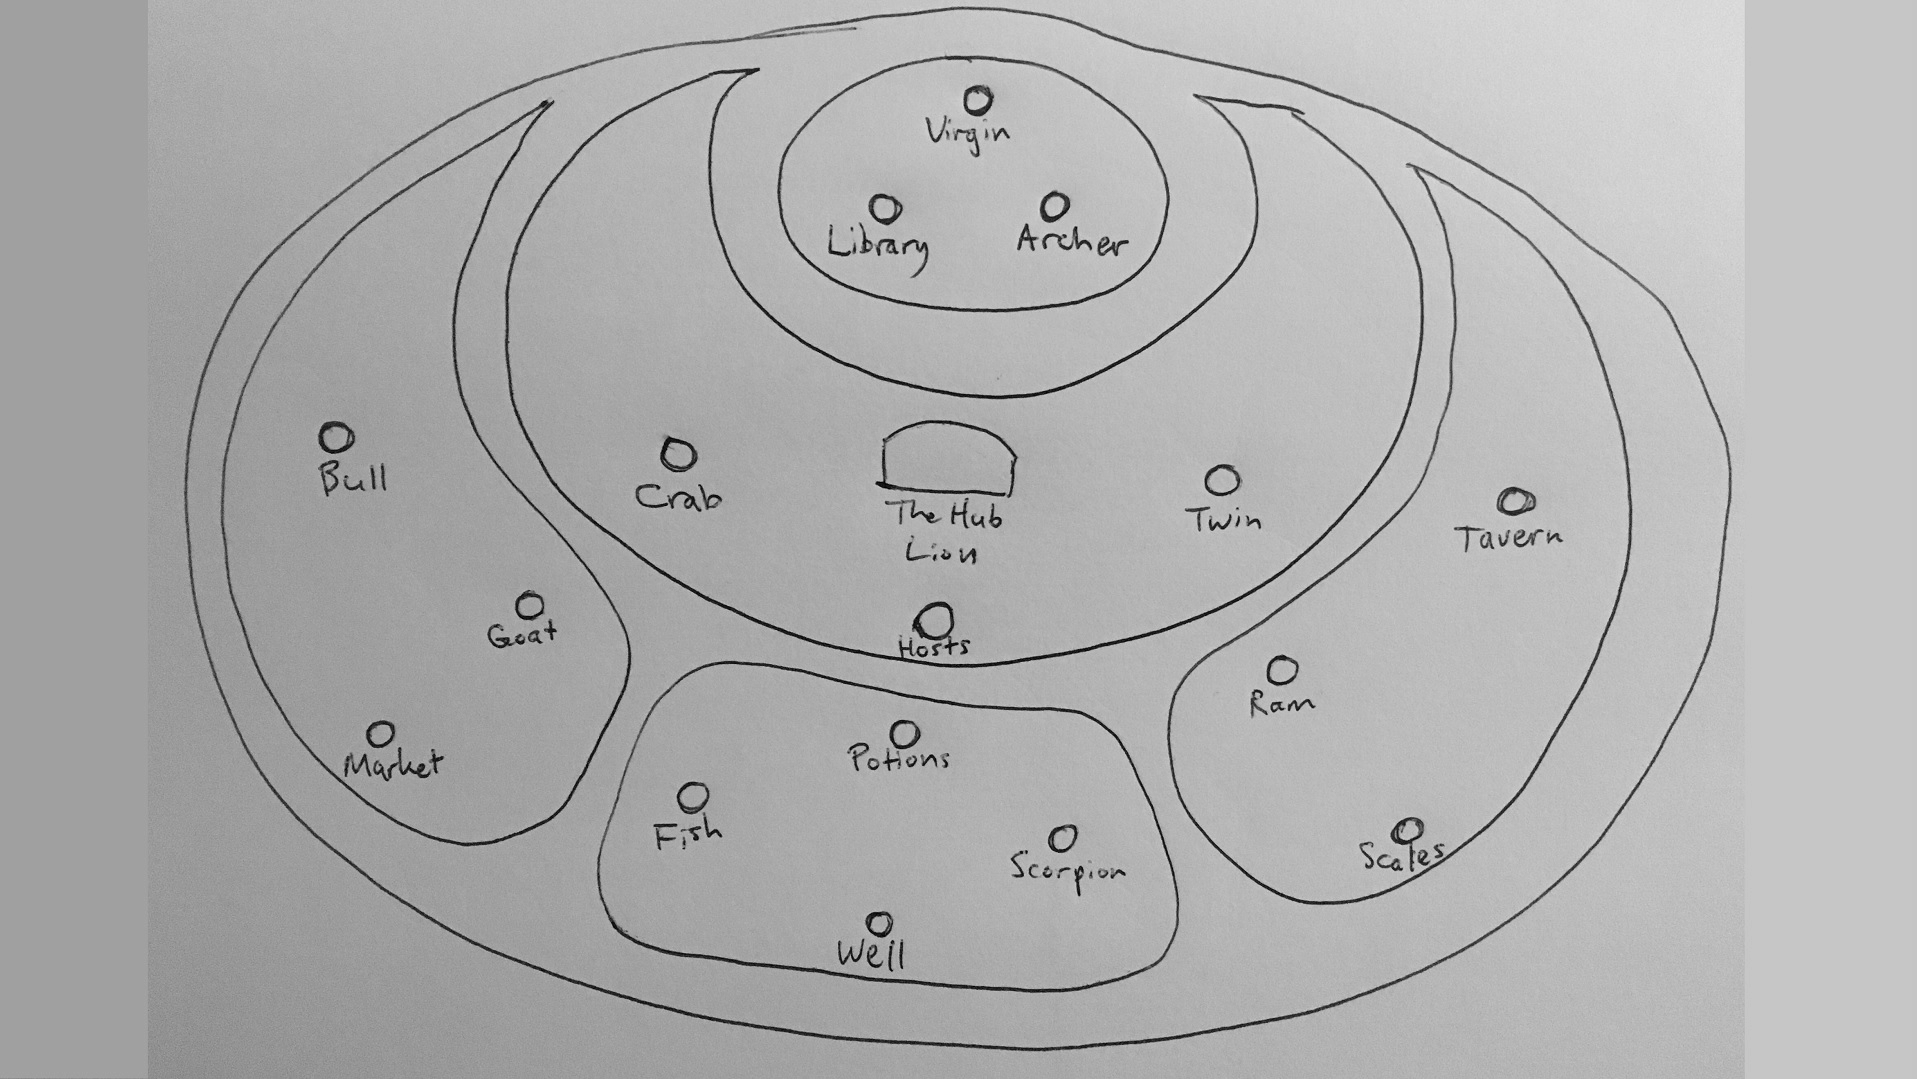 Virgin
Library
Archer
Bull
Crab
The Hub
Lion
Twin
Tavern
Goat
Hosts
Ram
Market
Potions
Fish
Scorpion
Scales
Well